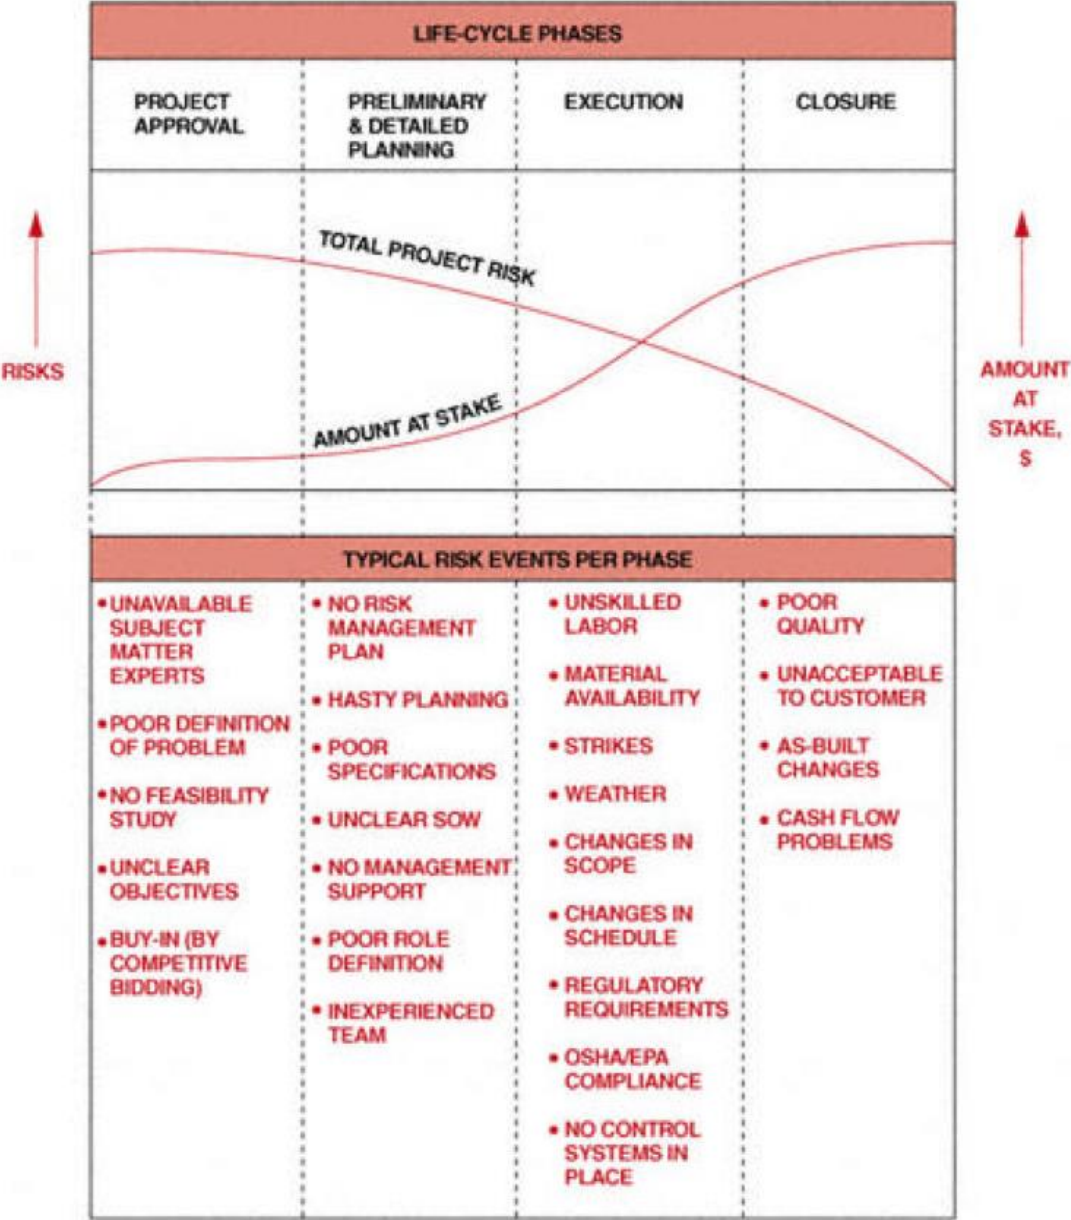 LIFE-CYCLE PHASES
PROJECT
APPROVAL
PRELIMINARY
& DETAILED
PLANNING
EXECUTION
CLOSURE
TOTAL PROJECT RISK
AMOUNT AT STAKE
RISKS
AMOUNT
AT
STAKE,
$
TYPICAL RISK EVENTS PER PHASE
• UNAVAILABLE
SUBJECT
MATTER
EXPERTS
• POOR DEFINITION
OF PROBLEM
• NO FEASIBILITY
STUDY
• UNCLEAR
OBJECTIVES
• BUY-IN (BY
COMPETITIVE
BIDDING)
• NO RISK
MANAGEMENT
PLAN
• HASTY PLANNING
• POOR
SPECIFICATIONS
• UNCLEAR SOW
• NO MANAGEMENT
SUPPORT
• POOR ROLE
DEFINITION
• INEXPERIENCED
TEAM
• UNSKILLED
LABOR
• MATERIAL
AVAILABILITY
• STRIKES
• WEATHER
• CHANGES IN
SCOPE
• CHANGES IN
SCHEDULE
• REGULATORY
REQUIREMENTS
• OSHA/EPA
COMPLIANCE
• NO CONTROL
SYSTEMS IN
PLACE
• POOR
QUALITY
• UNACCEPTABLE
TO CUSTOMER
• AS-BUILT
CHANGES
• CASH FLOW
PROBLEMS